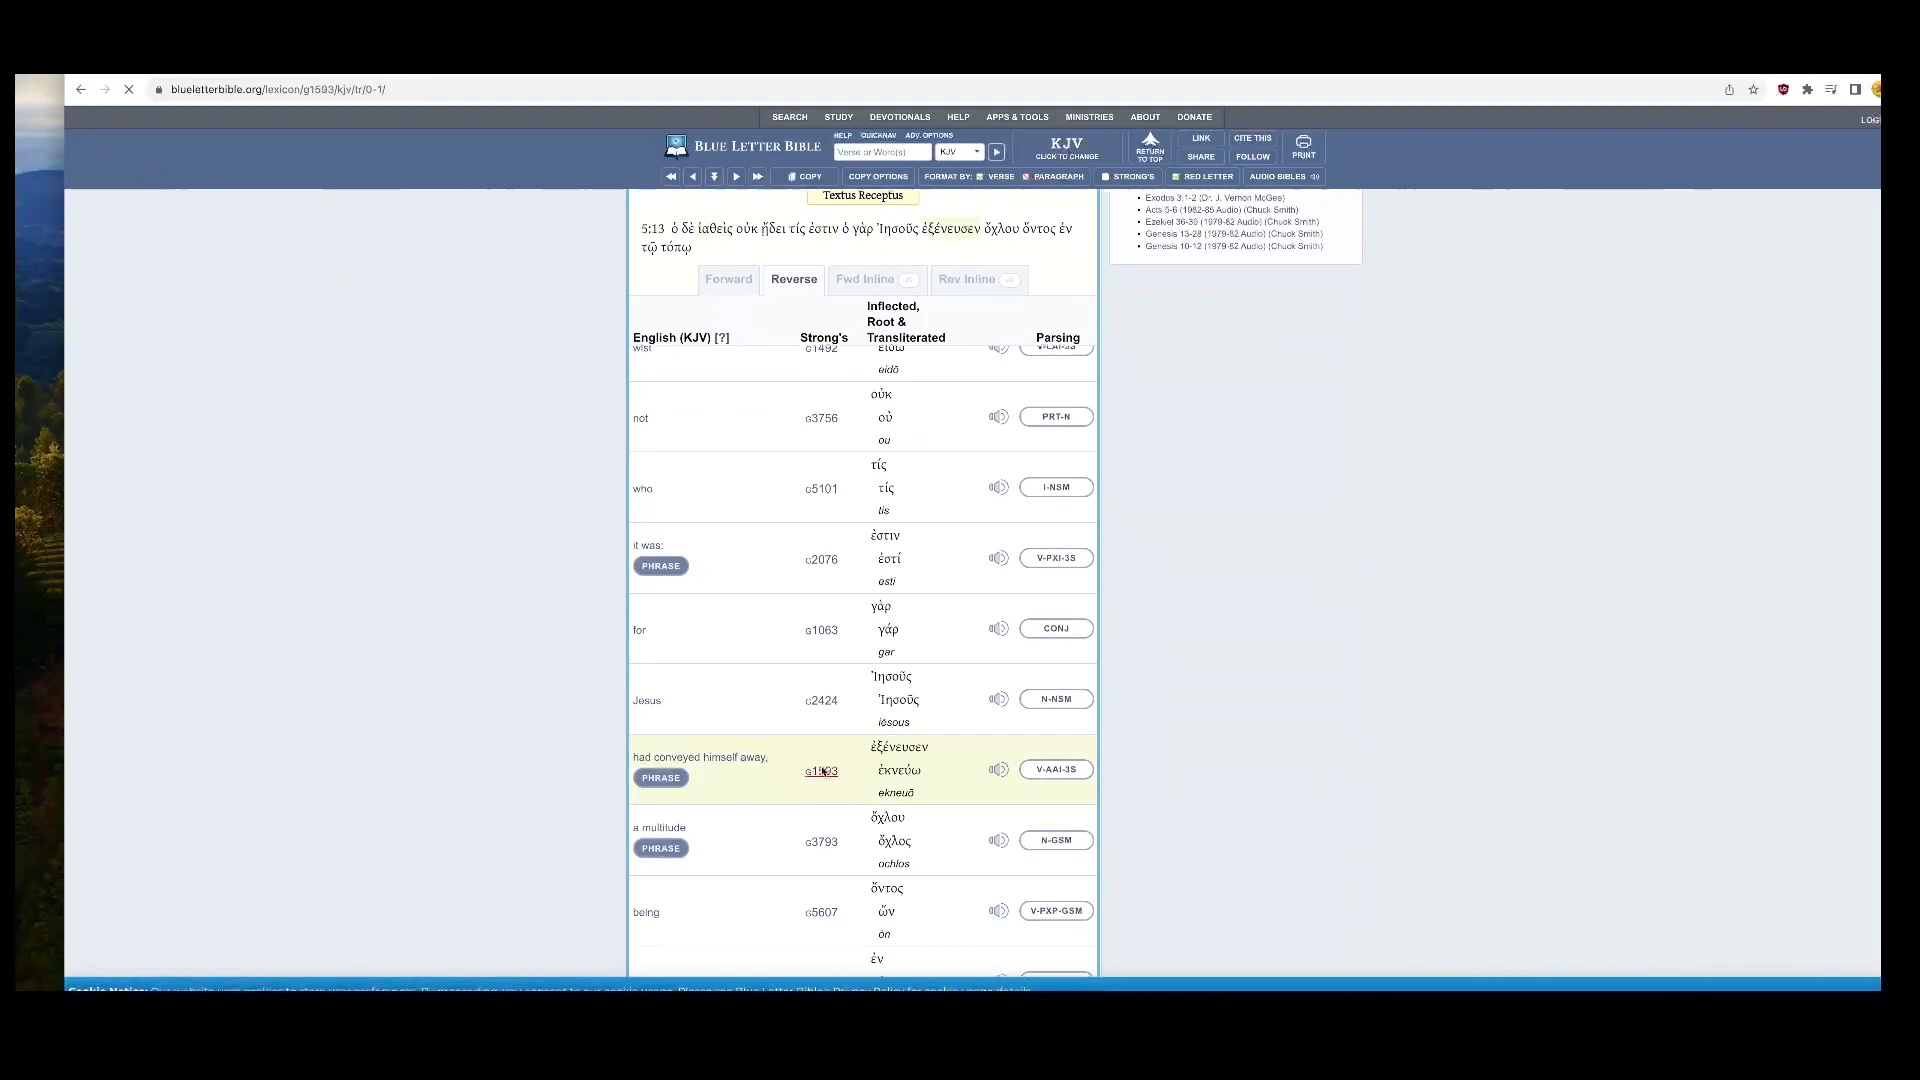 blueletterbible.org/lexicon/g1593/kjv/tr/0-1/
SEARCH STUDY DEVOTIONALS HELP APPS & TOOLS MINISTRIES ABOUT DONATE
BLUE LETTER BIBLE
HELP QUICKNAV ADV. OPTIONS
Verse or Word(s) KJV
KJV
CLICK TO CHANGE
RETURN
TO TOP
LINK CITE THIS
SHARE FOLLOW
PRINT
COPY COPY OPTIONS FORMAT BY: VERSE PARAGRAPH STRONG'S RED LETTER AUDIO BIBLES
Textus Receptus
5:13 ὁ δὲ ἰαθεὶς οὐκ ᾔδει τίς ἐστιν ὁ γὰρ Ἰησοῦς ἐξένευσεν ὄχλου ὄντος ἐν
τῷ τόπῳ
Forward Reverse Fwd Inline Rev Inline
English (KJV) [?] Strong's Inflected,
Root &
Transliterated Parsing
wist G1492 εἴδω
eidō
not G3756 οὐκ
οὐ
ou PRT-N
who G5101 τίς
τίς
tis I-NSM
it was:
PHRASE G2076 ἐστιν
ἐστί
esti V-PXI-3S
for G1063 γὰρ
γάρ
gar CONJ
Jesus G2424 Ἰησοῦς
Ἰησοῦς
iēsous N-NSM
had conveyed himself away,
PHRASE G1593 ἐξένευσεν
ἐκνεύω
ekneuō V-AAI-3S
a multitude
PHRASE G3793 ὄχλου
ὄχλος
ochlos N-GSM
being G5607 ὄντος
ὤν
ōn V-PXP-GSM
ἐν
Exodus 3:1-2 (Dr. J. Vernon McGee)
Acts 5-6 (1982-85 Audio) (Chuck Smith)
Ezekiel 36-39 (1979-82 Audio) (Chuck Smith)
Genesis 13-28 (1979-82 Audio) (Chuck Smith)
Genesis 10-12 (1979-82 Audio) (Chuck Smith)